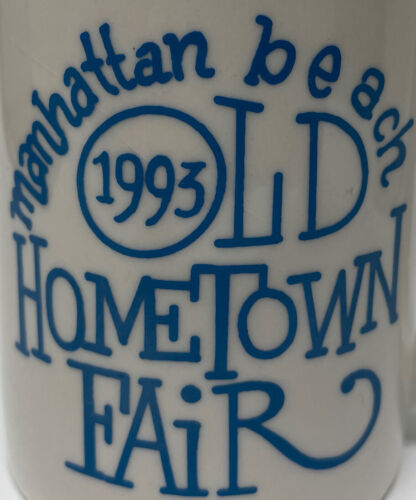 manhattan beach
1993 OLD
HOMETOWN
FAiR